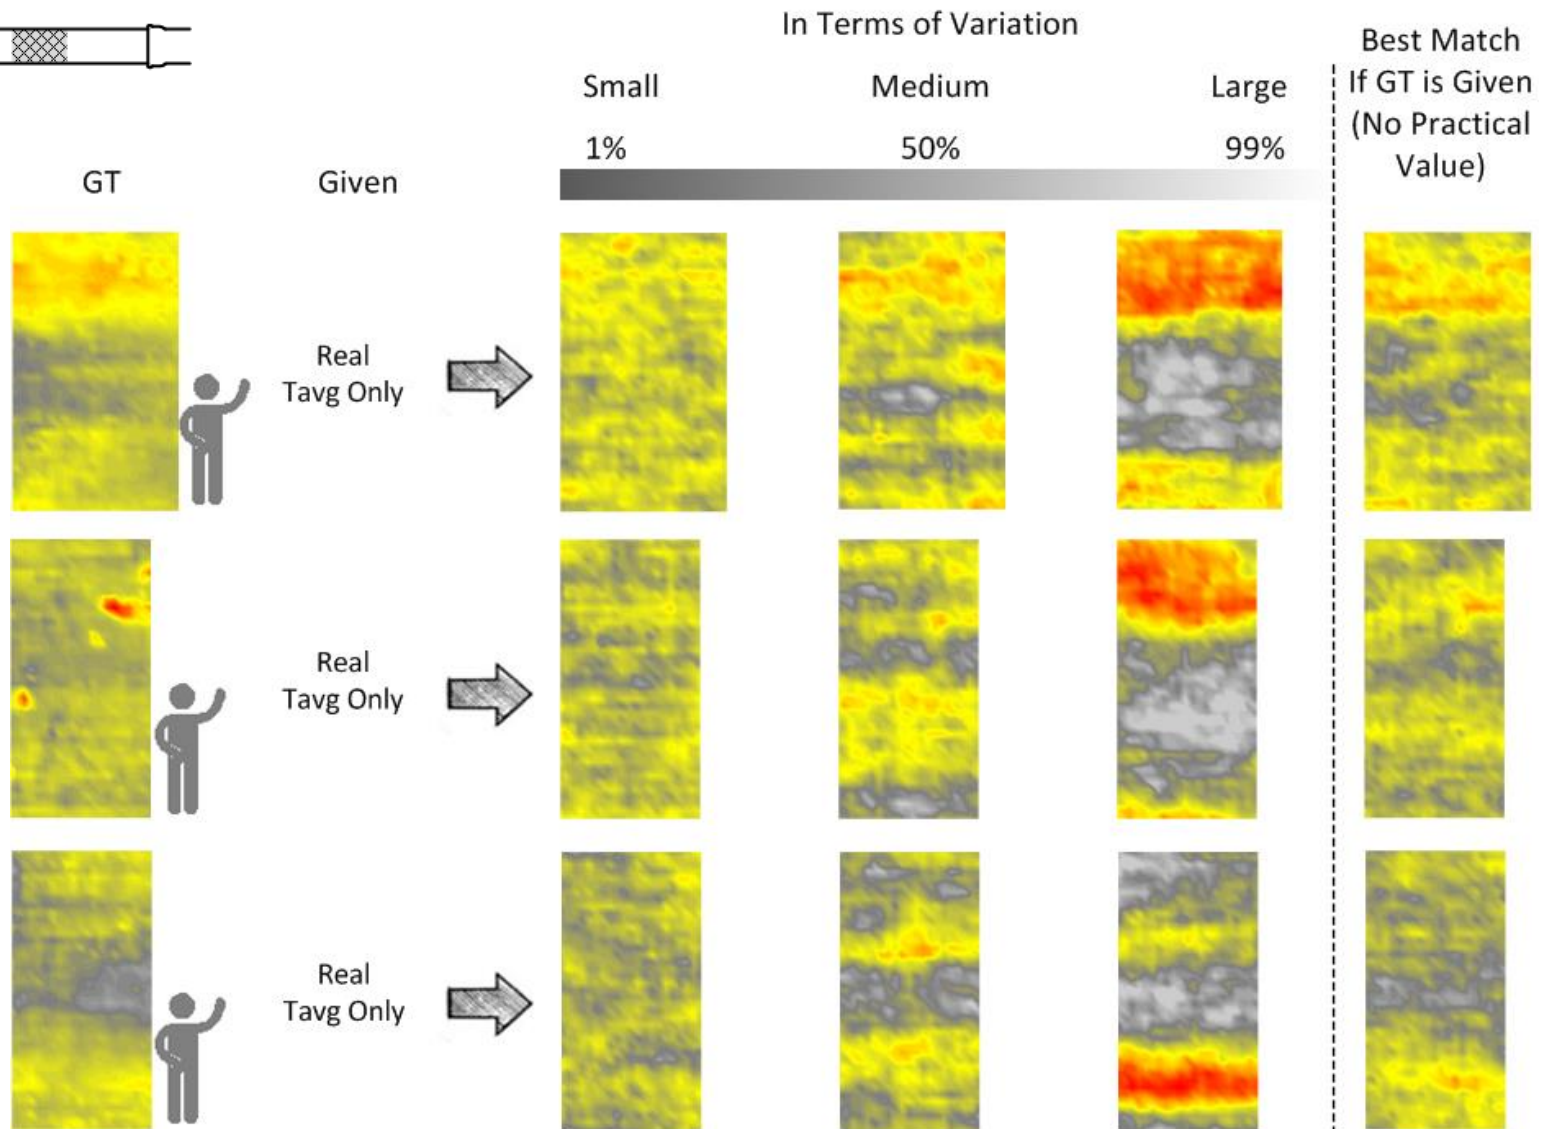 In Terms of Variation
Best Match
If GT is Given
(No Practical
Value)
Small
Medium
Large
1%
50%
99%
GT
Given
Real
Tavg Only
Real
Tavg Only
Real
Tavg Only